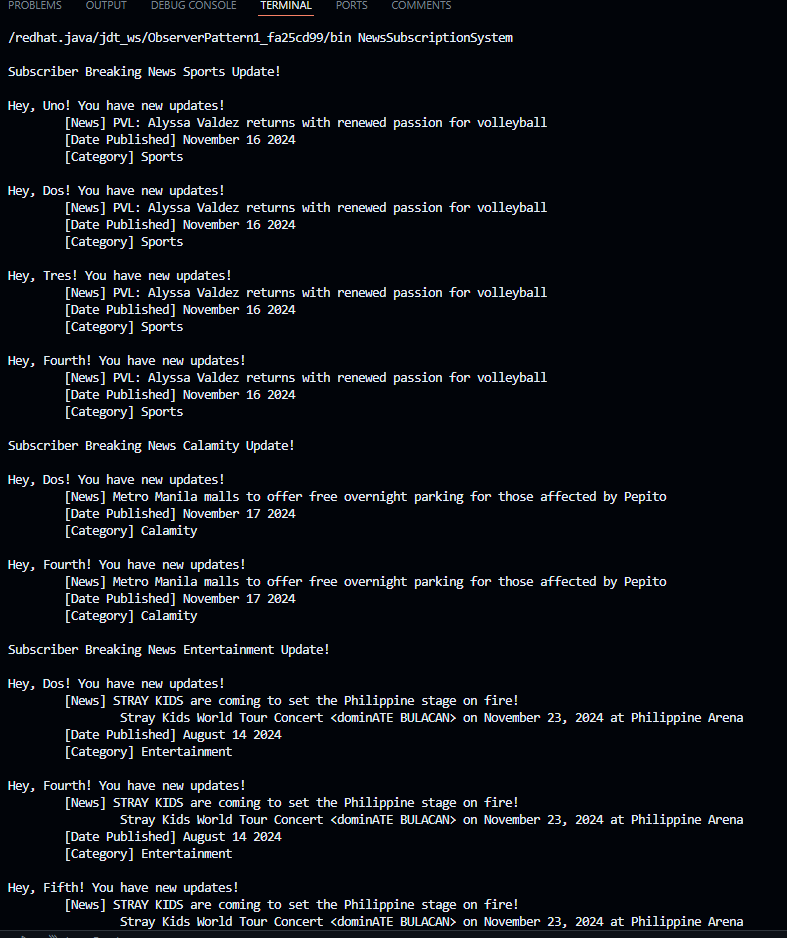 PROBLEMS OUTPUT DEBUG CONSOLE TERMINAL PORTS COMMENTS
/redhat.java/jdt_ws/ObserverPattern1_fa25cd99/bin NewsSubscriptionSystem
Subscriber Breaking News Sports Update!
Hey, Uno! You have new updates!
[News] PVL: Alyssa Valdez returns with renewed passion for volleyball
[Date Published] November 16 2024
[Category] Sports
Hey, Dos! You have new updates!
[News] PVL: Alyssa Valdez returns with renewed passion for volleyball
[Date Published] November 16 2024
[Category] Sports
Hey, Tres! You have new updates!
[News] PVL: Alyssa Valdez returns with renewed passion for volleyball
[Date Published] November 16 2024
[Category] Sports
Hey, Fourth! You have new updates!
[News] PVL: Alyssa Valdez returns with renewed passion for volleyball
[Date Published] November 16 2024
[Category] Sports
Subscriber Breaking News Calamity Update!
Hey, Dos! You have new updates!
[News] Metro Manila malls to offer free overnight parking for those affected by Pepito
[Date Published] November 17 2024
[Category] Calamity
Hey, Fourth! You have new updates!
[News] Metro Manila malls to offer free overnight parking for those affected by Pepito
[Date Published] November 17 2024
[Category] Calamity
Subscriber Breaking News Entertainment Update!
Hey, Dos! You have new updates!
[News] STRAY KIDS are coming to set the Philippine stage on fire!
Stray Kids World Tour Concert <dominATE BULACAN> on November 23, 2024 at Philippine Arena
[Date Published] August 14 2024
[Category] Entertainment
Hey, Fourth! You have new updates!
[News] STRAY KIDS are coming to set the Philippine stage on fire!
Stray Kids World Tour Concert <dominATE BULACAN> on November 23, 2024 at Philippine Arena
[Date Published] August 14 2024
[Category] Entertainment
Hey, Fifth! You have new updates!
[News] STRAY KIDS are coming to set the Philippine stage on fire!
Stray Kids World Tour Concert <dominATE BULACAN> on November 23, 2024 at Philippine Arena